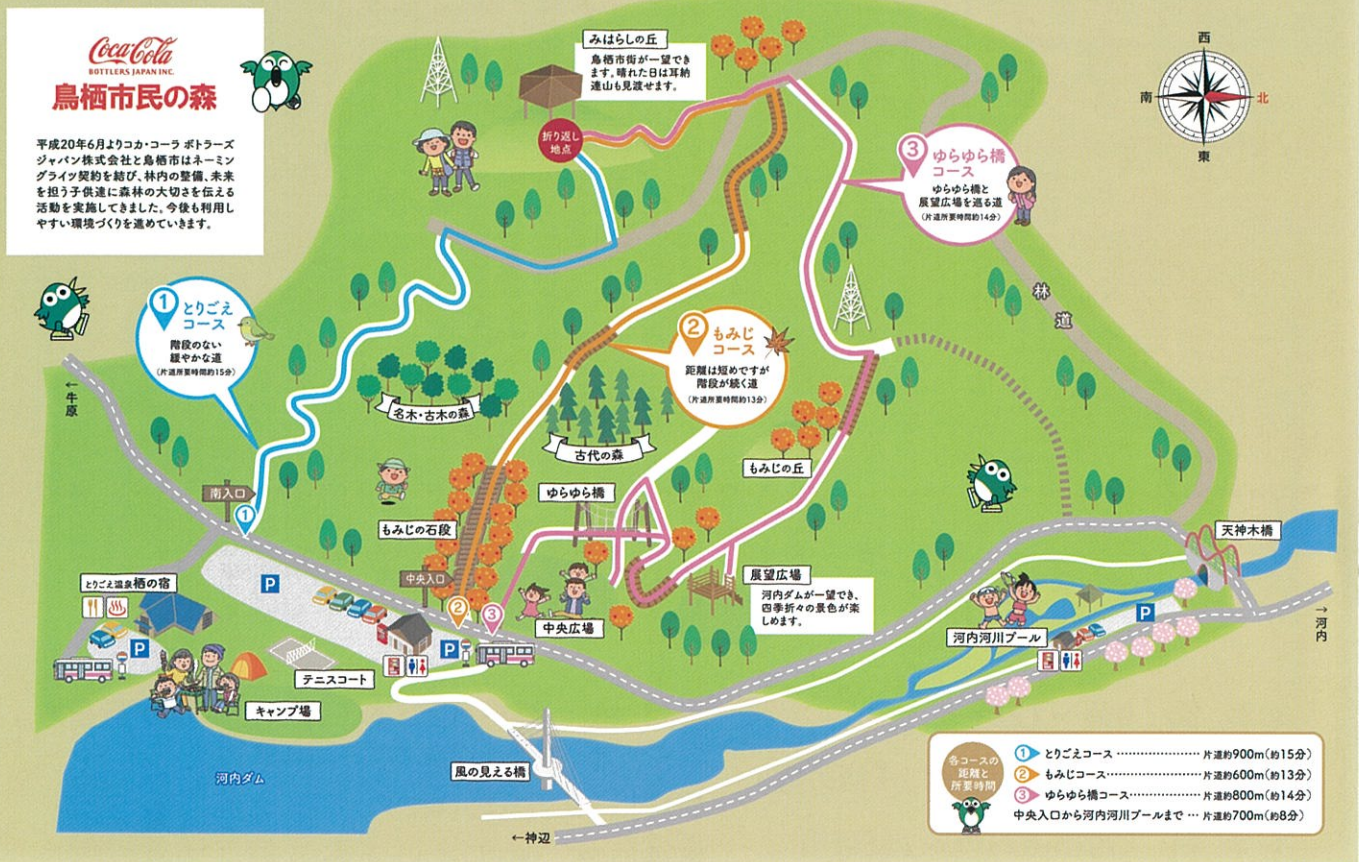 Coca-Cola
BOTTLERS JAPAN INC.
鳥栖市民の森
平成20年6月よりコカ・コーラ ボトラーズ
ジャパン株式会社と鳥栖市はネーミン
グライツ契約を結び、林内の整備、未来
を担う子供達に森林の大切さを伝える
活動を実施してきました。今後も利用し
やすい環境づくりを進めていきます。
みはらしの丘
鳥栖市街が一望でき
ます。晴れた日は耳納
連山も見渡せます。
折り返し
地点
西
南
北
東
3
ゆらゆら橋
コース
ゆらゆら橋と
展望広場を巡る道
(片道所要時間約14分)
林
道
1
とりごえ
コース
階段のない
緩やかな道
(片道所要時間約15分)
2
もみじ
コース
距離は短めですが
階段が続く道
(片道所要時間約13分)
←牛原
名木・古木の森
古代の森
もみじの丘
南入口
1
ゆらゆら橋
もみじの石段
天神木橋
とりごえ温泉栖の宿
P
中央入口
2
3
展望広場
河内ダムが一望でき、
四季折々の景色が楽
しめます。
中央広場
河内河川プール
P
→河内
P
P
テニスコート
キャンプ場
河内ダム
風の見える橋
←神辺
各コースの
距離と
所要時間
1 とりごえコース ………………… 片道約900m(約15分)
2 もみじコース ………………… 片道約600m(約13分)
3 ゆらゆら橋コース ………………… 片道約800m(約14分)
中央入口から河内河川プールまで … 片道約700m(約8分)